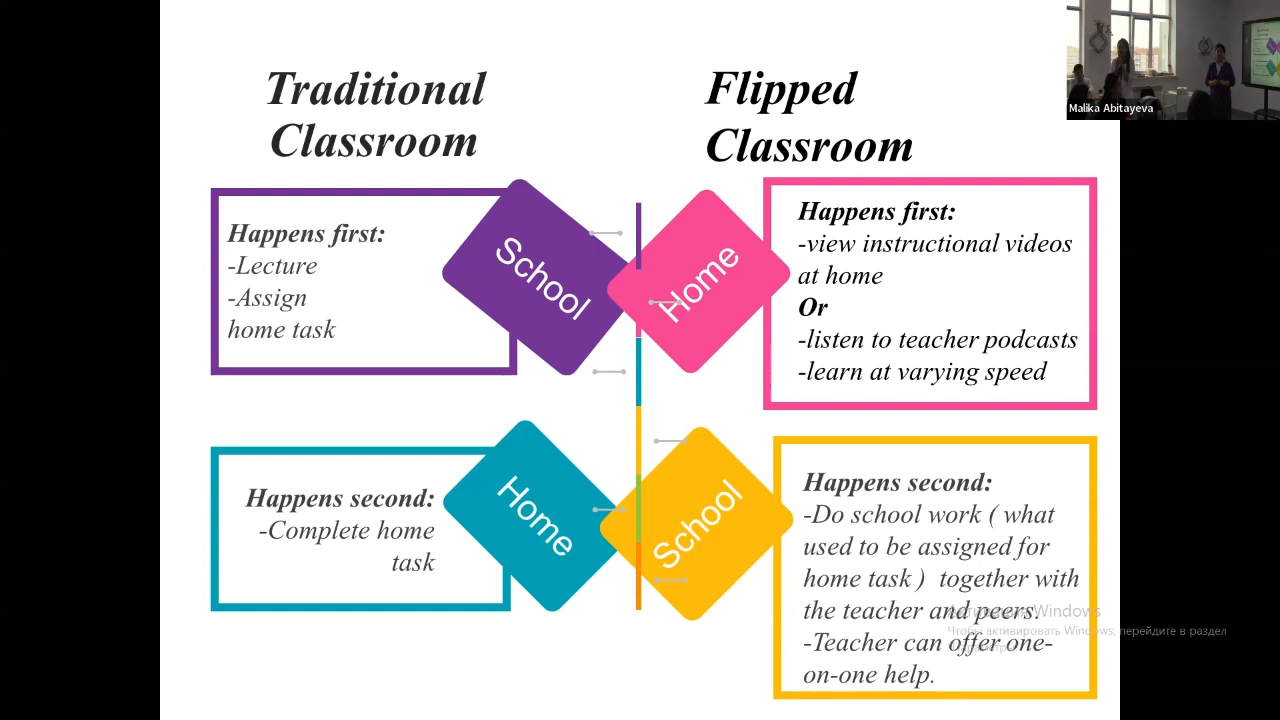 Traditional
Classroom
Flipped
Classroom
Malika Abitayeva
Happens first:
-Lecture
-Assign
home task
School
Home
Happens first:
-view instructional videos
at home
Or
-listen to teacher podcasts
-learn at varying speed
Happens second:
-Complete home
task
Home
School
Happens second:
-Do school work ( what
used to be assigned for
home task ) together with
the teacher and peers.
-Teacher can offer one-
on-one help.
Активация Windows
Чтобы активировать Windows, перейдите в раздел